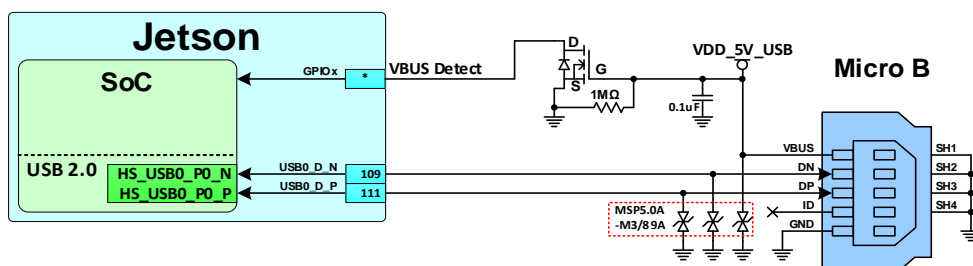 Jetson
SoC
GPIOx
*
VBUS Detect
D
G
S
1MΩ
0.1uF
VDD_5V_USB
Micro B
USB 2.0
HS_USB0_P0_N
HS_USB0_P0_P
USB0_D_N
109
USB0_D_P
111
MSP5.0A
-M3/89A
VBUS
DN
DP
ID
GND
SH1
SH2
SH3
SH4